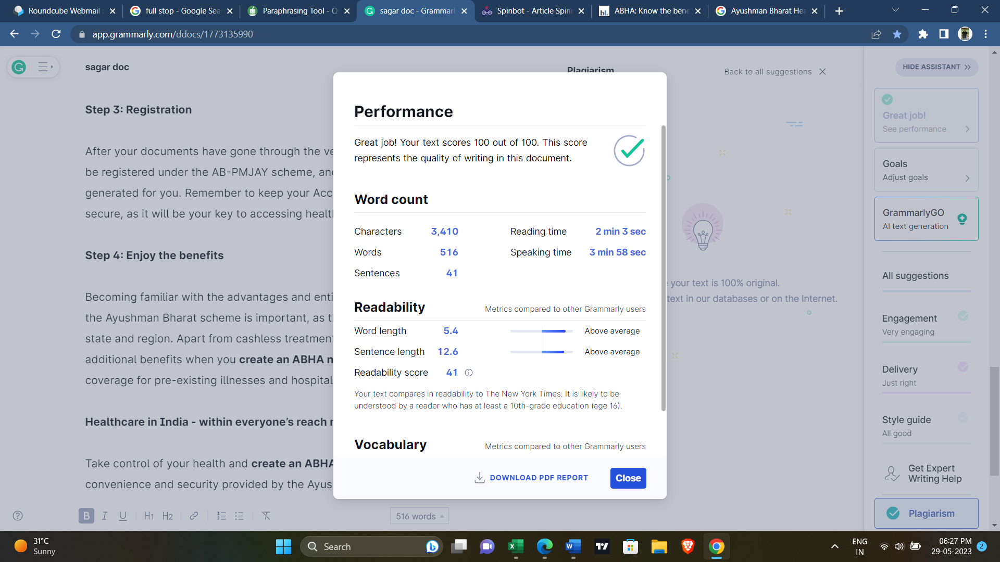 Roundcube Webmail :
full stop - Google Sea
Paraphrasing Tool - Q
sagar doc - Grammarl
Spinbot - Article Spinn
bl.
ABHA: Know the bene
Ayushman Bharat Hea
app.grammarly.com/ddocs/1773135990
sagar doc
Plagiarism
Back to all suggestions
HIDE ASSISTANT
Step 3: Registration
After your documents have gone through the ve
be registered under the AB-PMJAY scheme, and
generated for you. Remember to keep your Acc
secure, as it will be your key to accessing healt
Step 4: Enjoy the benefits
Becoming familiar with the advantages and enti
the Ayushman Bharat scheme is important, as t
state and region. Apart from cashless treatment
additional benefits when you create an ABHA n
coverage for pre-existing illnesses and hospital
Healthcare in India - within everyone's reach n
Take control of your health and create an ABHA
convenience and security provided by the Ayus
Performance
Great job! Your text scores 100 out of 100. This score
represents the quality of writing in this document.
Word count
Characters 3,410 Reading time 2 min 3 sec
Words 516 Speaking time 3 min 58 sec
Sentences 41
Readability Metrics compared to other Grammarly users
Word length 5.4 Above average
Sentence length 12.6 Above average
Readability score 41
Your text compares in readability to The New York Times. It is likely to be
understood by a reader who has at least a 10th-grade education (age 16).
Vocabulary Metrics compared to other Grammarly users
DOWNLOAD PDF REPORT
Close
your text is 100% original.
text in our databases or on the Internet.
Great job!
See performance
Goals
Adjust goals
GrammarlyGO
AI text generation
All suggestions
Engagement
Very engaging
Delivery
Just right
Style guide
All good
Get Expert
Writing Help
Plagiarism
B I U H1 H2
516 words
31°C
Sunny
Search
ENG
IN
06:27 PM
29-05-2023
2